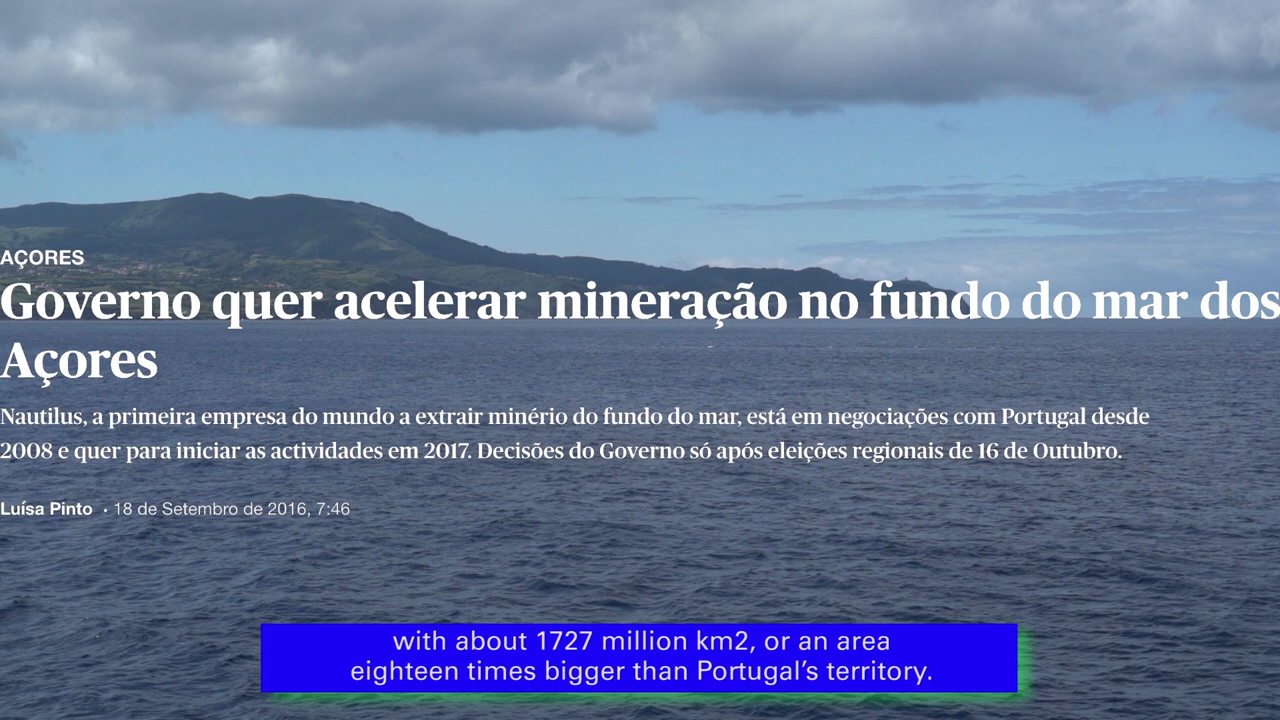 AÇORES
Governo quer acelerar mineração no fundo do mar dos
Açores
Nautilus, a primeira empresa do mundo a extrair minério do fundo do mar, está em negociações com Portugal desde
2008 e quer para iniciar as actividades em 2017. Decisões do Governo só após eleições regionais de 16 de Outubro.
Luísa Pinto · 18 de Setembro de 2016, 7:46
with about 1727 million km2, or an area
eighteen times bigger than Portugal’s territory.